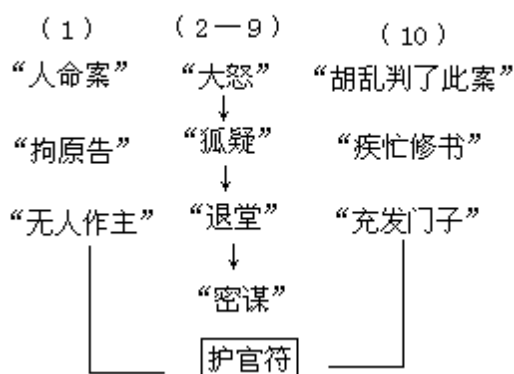 （1） （2—9） （10）
“人命案” “大怒” “胡乱判了此案”
“拘原告” “狐疑” “疾忙修书”
“无人作主” “退堂” “充发门子”
“密谋”
护官符